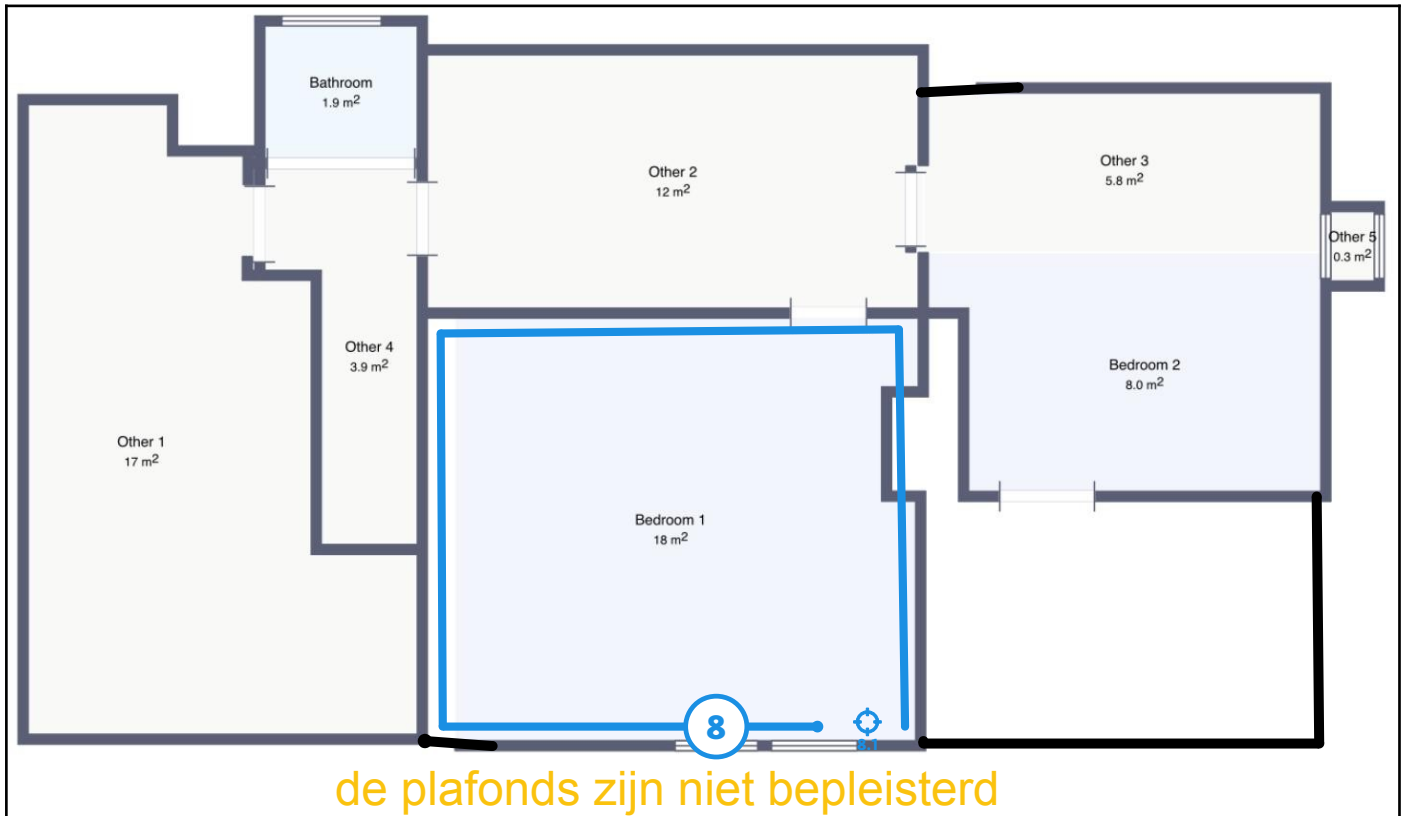 Bathroom
1.9 m²
Other 2
12 m²
Other 3
5.8 m²
Other 5
0.3 m²
Other 4
3.9 m²
Bedroom 2
8.0 m²
Other 1
17 m²
Bedroom 1
18 m²
8
8.1
de plafonds zijn niet bepleisterd